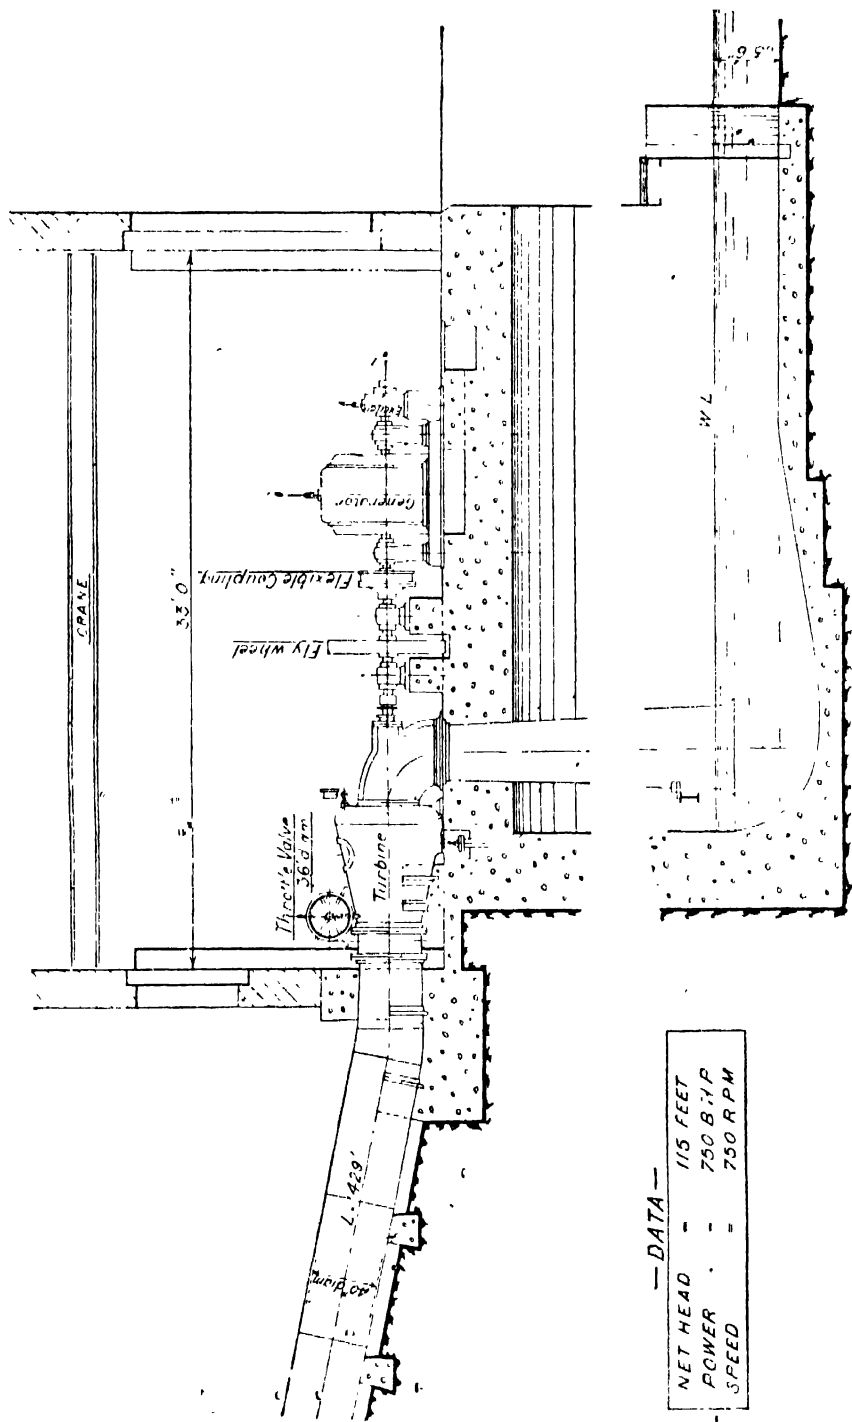 CRANE
33' 0"
Throttle Valve
36" diam
Turbine
Fly wheel
Flexible Coupling
Generator
Exciter
W L
L. 429'
40" diam
— DATA —
NET HEAD - 115 FEET
POWER - - 750 B H P
SPEED = 750 R P M